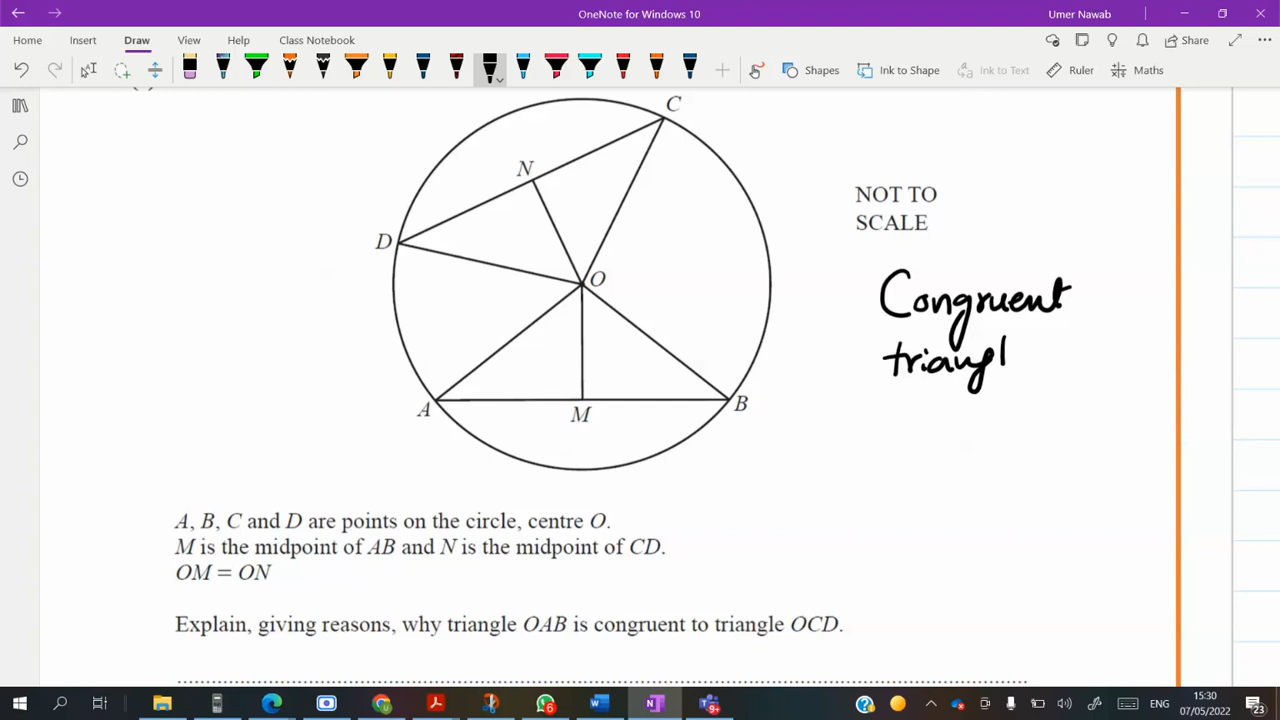 OneNote for Windows 10
Umer Nawab
Home Insert Draw View Help Class Notebook
Share
Shapes Ink to Shape Ink to Text Ruler Maths
C
N
D
O
A
M
B
NOT TO
SCALE
Congruent
triangl
A, B, C and D are points on the circle, centre O.
M is the midpoint of AB and N is the midpoint of CD.
OM = ON
Explain, giving reasons, why triangle OAB is congruent to triangle OCD.
6
9+
ENG
15:30
07/05/2022
23